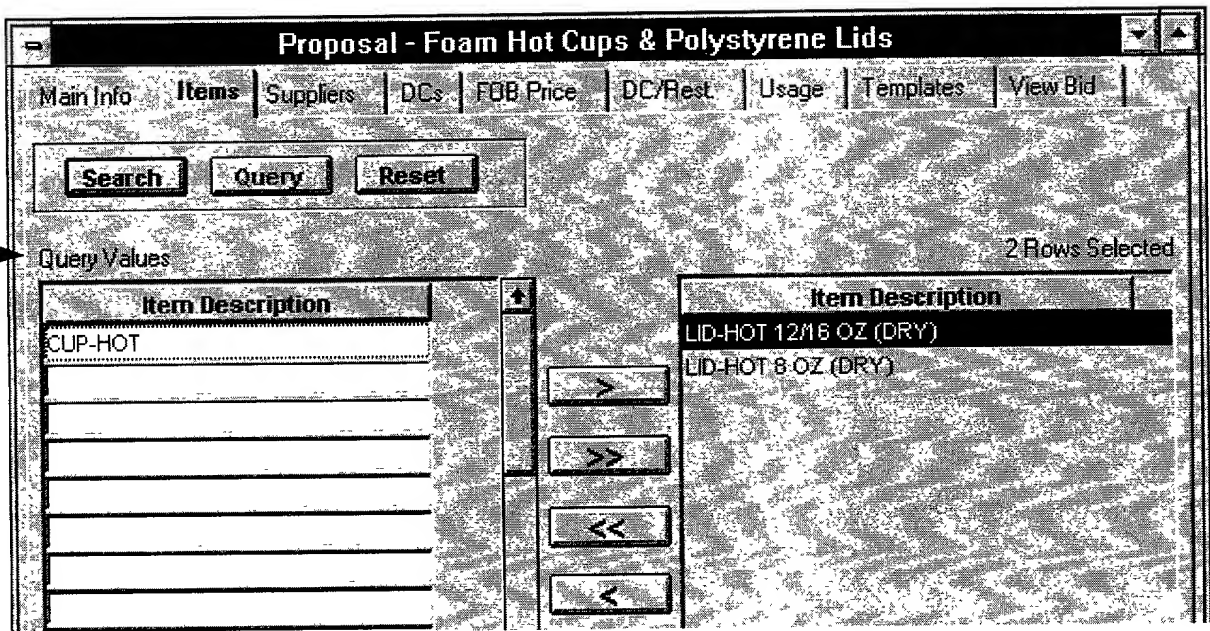 Proposal - Foam Hot Cups & Polystyrene Lids
Main Info Items Suppliers DCs FOB Price DC/Rest. Usage Templates View Bid
Search Query Reset
Query Values 2 Rows Selected
Item Description Item Description
CUP-HOT LID-HOT 12/16 OZ (DRY)
LID-HOT 8 OZ (DRY)
>
>>
<<
<